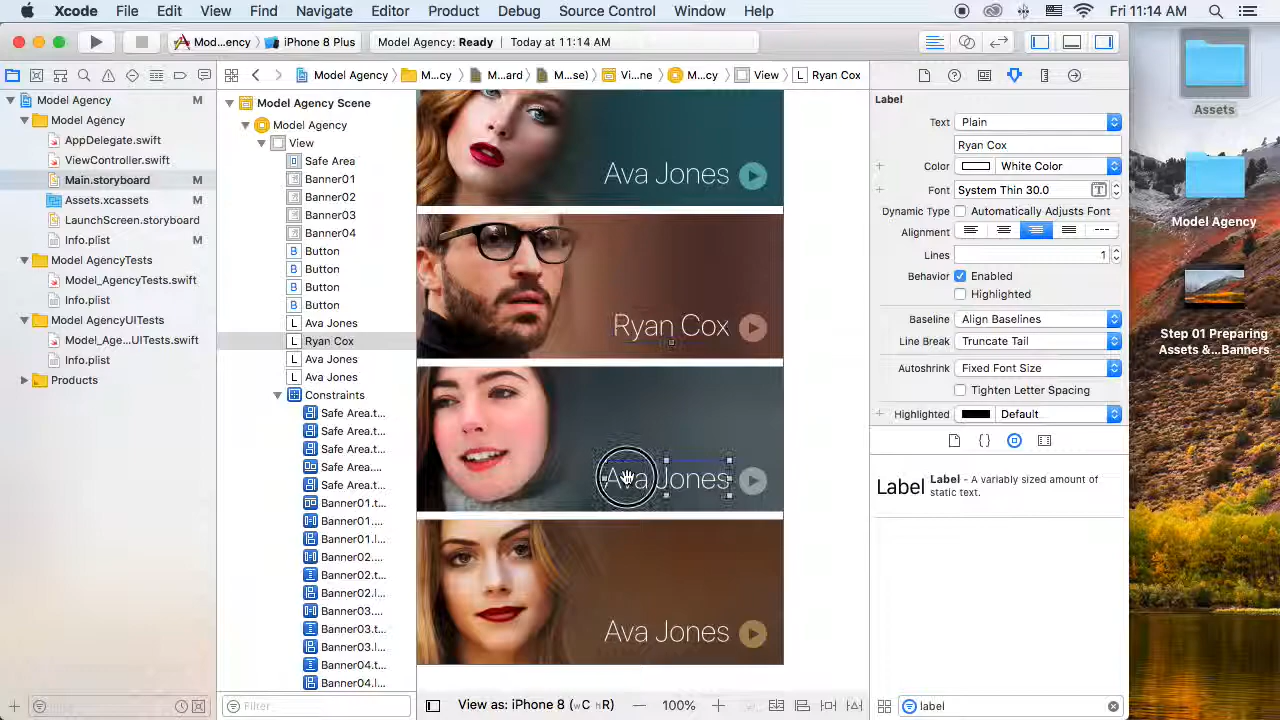 Xcode File Edit View Find Navigate Editor Product Debug Source Control Window Help Fri 11:14 AM
Mod...ency iPhone 8 Plus Model Agency: Ready Today at 11:14 AM
Model Agency M...cy M...ard M...se) Vi...ne M...cy View Ryan Cox
Model Agency M
Model Agency
AppDelegate.swift
ViewController.swift
Main.storyboard M
Assets.xcassets M
LaunchScreen.storyboard
Info.plist M
Model AgencyTests
Model_AgencyTests.swift
Info.plist
Model AgencyUITests
Model_Age...UITests.swift
Info.plist
Products
Model Agency Scene
Model Agency
View
Safe Area
Banner01
Banner02
Banner03
Banner04
B Button
B Button
B Button
B Button
L Ava Jones
L Ryan Cox
L Ava Jones
L Ava Jones
Constraints
Safe Area.t...
Safe Area.t...
Safe Area.t...
Safe Area....
Safe Area.t...
Banner01.t...
Banner01....
Banner01.l...
Banner02....
Banner02.t...
Banner02.l...
Banner03....
Banner03.t...
Banner03.l...
Banner04.t...
Banner04.l...
Filter
Ava Jones
Ryan Cox
Ava Jones
Ava Jones
View as: iPhone 8 (wC hR) 100%
Label
Text Plain
Ryan Cox
Color White Color
Font System Thin 30.0 T
Dynamic Type Automatically Adjusts Font
Alignment
Lines 1
Behavior Enabled
Highlighted
Baseline Align Baselines
Line Break Truncate Tail
Autoshrink Fixed Font Size
Tighten Letter Spacing
Highlighted Default
Label Label - A variably sized amount of
static text.
label
Assets
Model Agency
Step 01 Preparing
Assets &...Banners